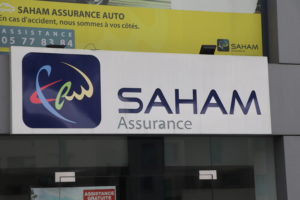 SAHAM ASSURANCE AUTO
En cas d'accident, nous sommes à vos côtés.
ASSISTANCE
05 77 83 84
SAHAM
SAHAM
Assurance
ASSISTANCE
GRATUITE